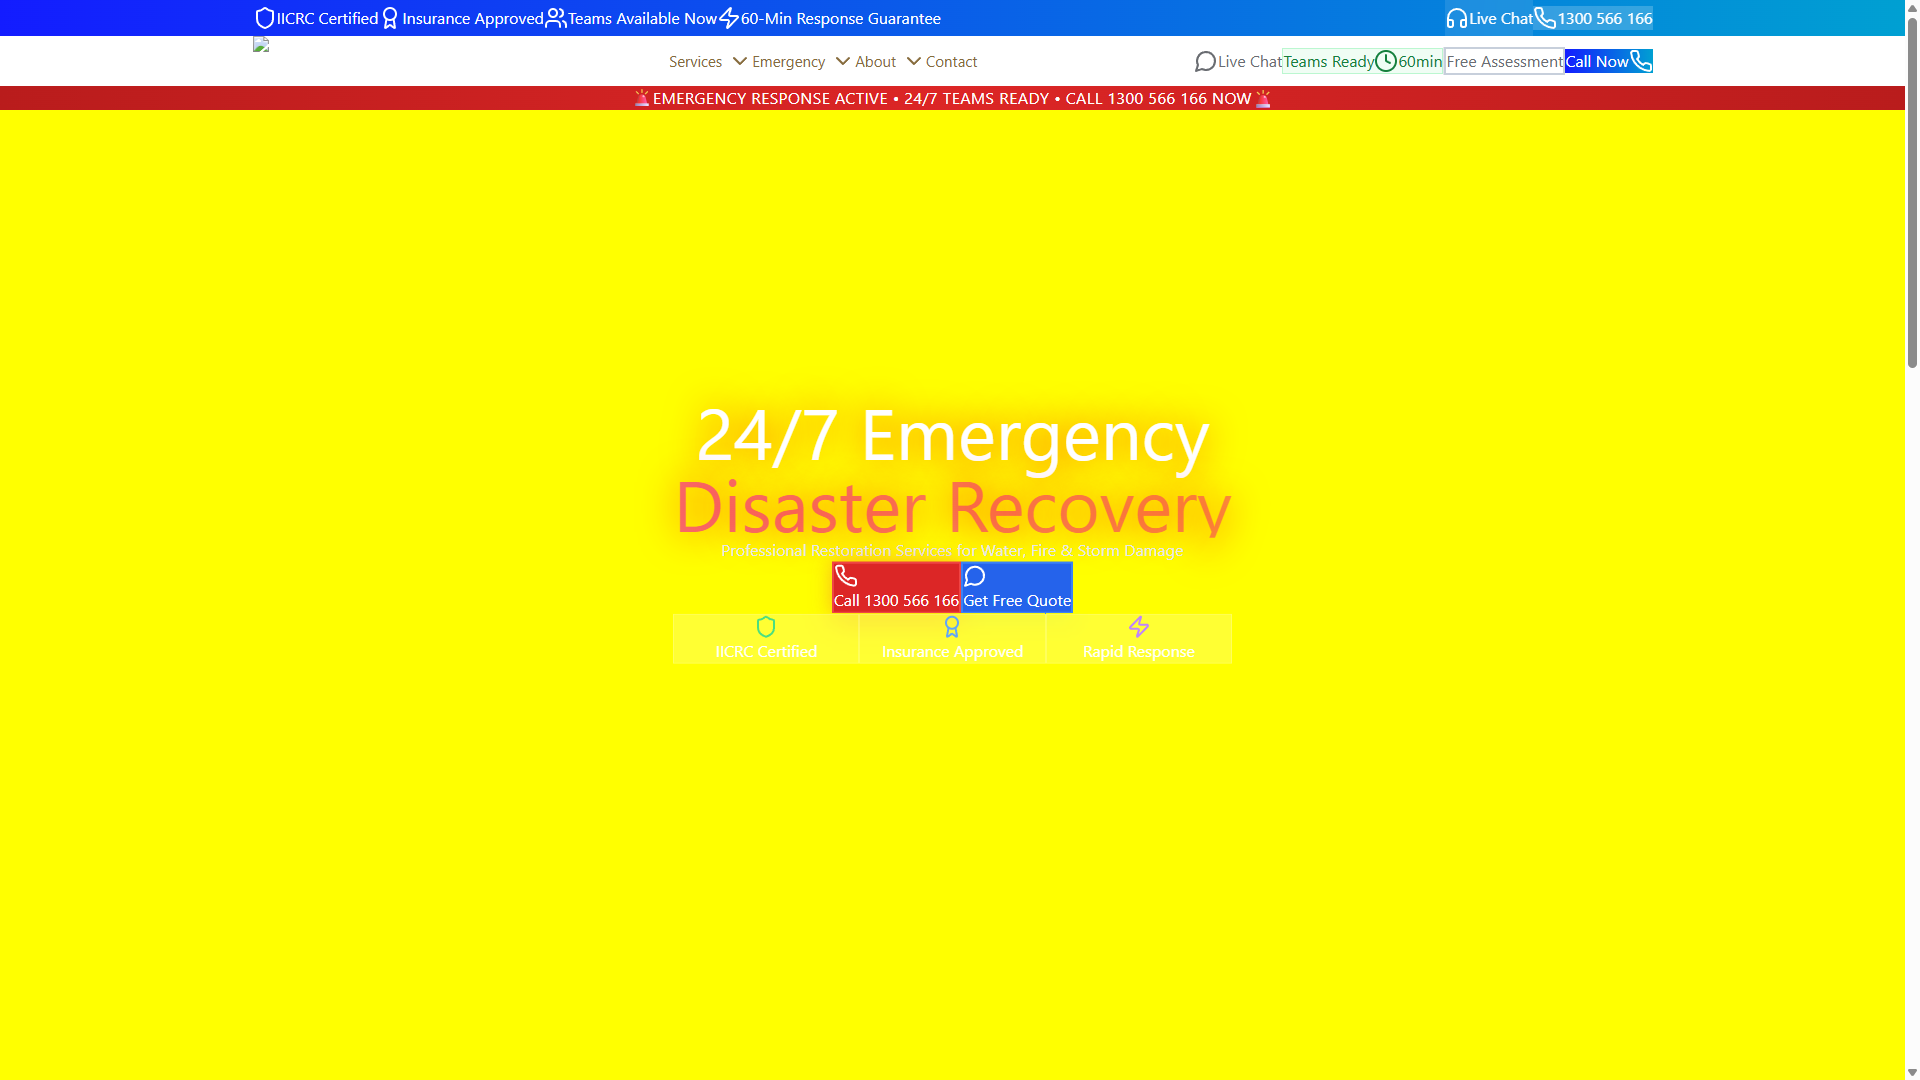 IICRC Certified Insurance Approved Teams Available Now 60-Min Response Guarantee Live Chat 1300 566 166
Services Emergency About Contact Live Chat Teams Ready 60min Free Assessment Call Now
🚨EMERGENCY RESPONSE ACTIVE • 24/7 TEAMS READY • CALL 1300 566 166 NOW🚨
24/7 Emergency
Disaster Recovery
Professional Restoration Services for Water, Fire & Storm Damage
Call 1300 566 166 Get Free Quote
IICRC Certified Insurance Approved Rapid Response